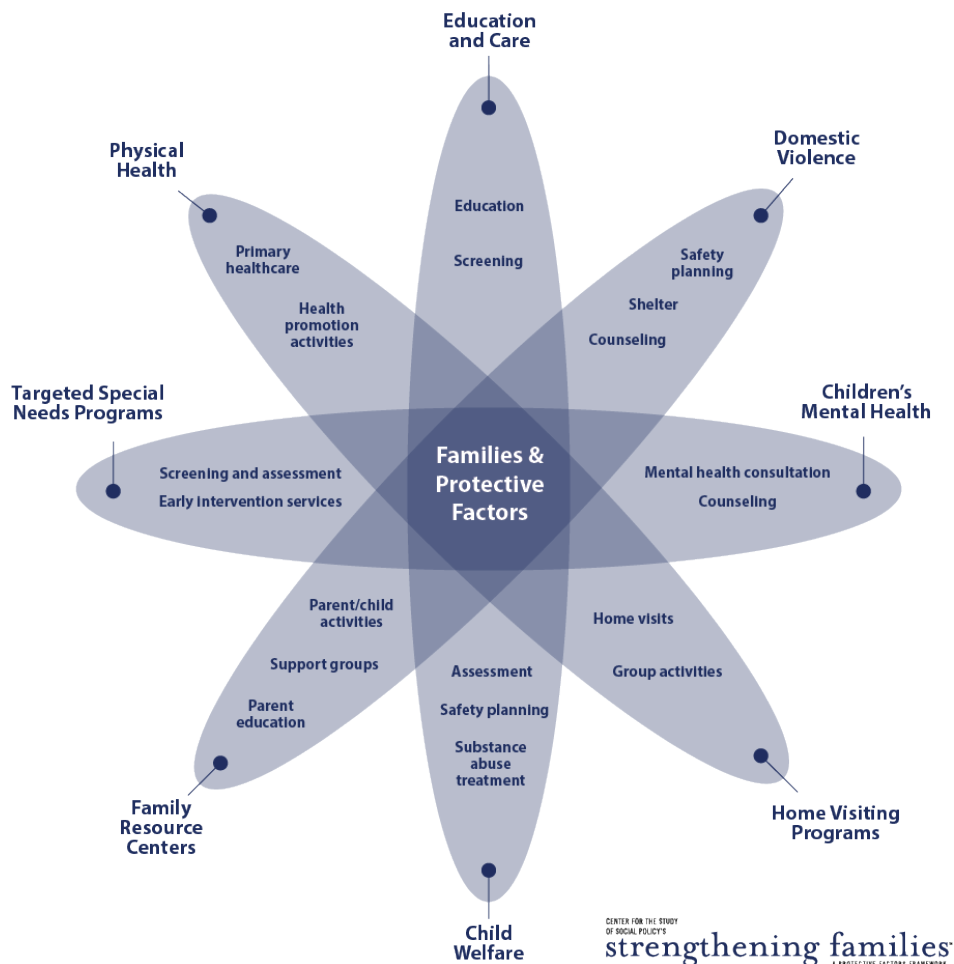 Education
and Care
Physical
Health
Domestic
Violence
Education
Screening
Primary
healthcare
Health
promotion
activities
Safety
planning
Shelter
Counseling
Targeted Special
Needs Programs
Children's
Mental Health
Screening and assessment
Early intervention services
Families &
Protective
Factors
Mental health consultation
Counseling
Parent/child
activities
Support groups
Parent
education
Assessment
Safety planning
Substance
abuse
treatment
Home visits
Group activities
Family
Resource
Centers
Home Visiting
Programs
Child
Welfare
CENTER FOR THE STUDY
OF SOCIAL POLICY'S
strengthening families
A PROTECTIVE FACTORS FRAMEWORK